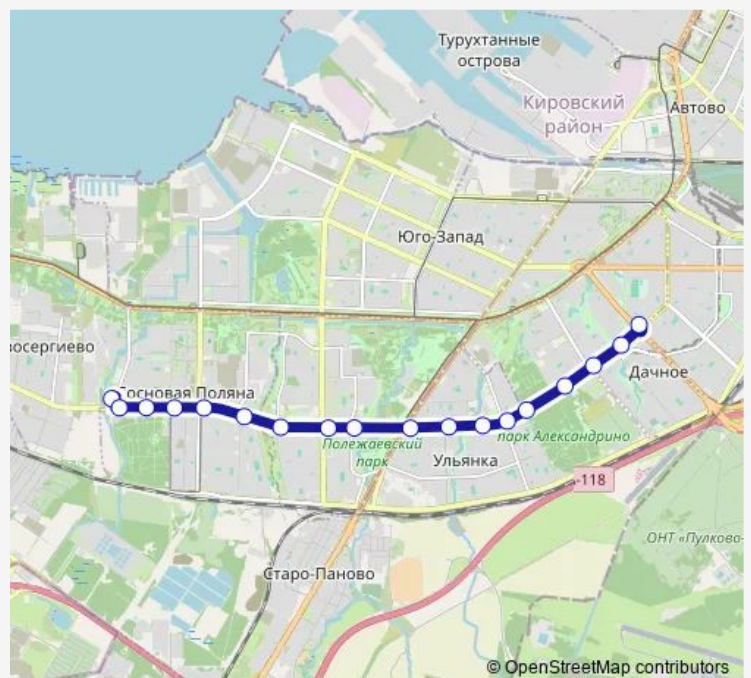 Турухтанные
острова
Кировский
район
Автово
Юго-Запад
восергиево
Сосновая Поляна
Дачное
Полежаевский
парк
парк Александрино
Ульянка
-118
ОНТ «Пулково-
Старо-Паново
© OpenStreetMap contributors